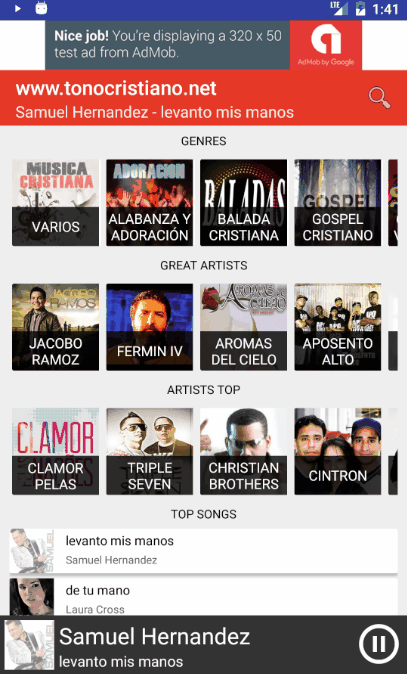 LTE 1:41
Nice job! You're displaying a 320 x 50
test ad from AdMob.
AdMob by Google
www.tonocristiano.net
Samuel Hernandez - levanto mis manos
GENRES
MUSICA
CRISTIANA
VARIOS
ADORACION
ALABANZA Y
ADORACIÓN
BALADAS
BALADA
CRISTIANA
GOSPEL
GOSPEL
CRISTIANO
GREAT ARTISTS
JACOBO
RAMOS
JACOBO
RAMOZ
FERMIN IV
AROMAS
AROMAS
DEL CIELO
APOSENTO
ALTO
ARTISTS TOP
CLAMOR
CLAMOR
PELAS
TRIPLE
SEVEN
CHRISTIAN
BROTHERS
CINTRON
TOP SONGS
SAMUEL
levanto mis manos
Samuel Hernandez
de tu mano
Laura Cross
SAMUEL
Samuel Hernandez
levanto mis manos